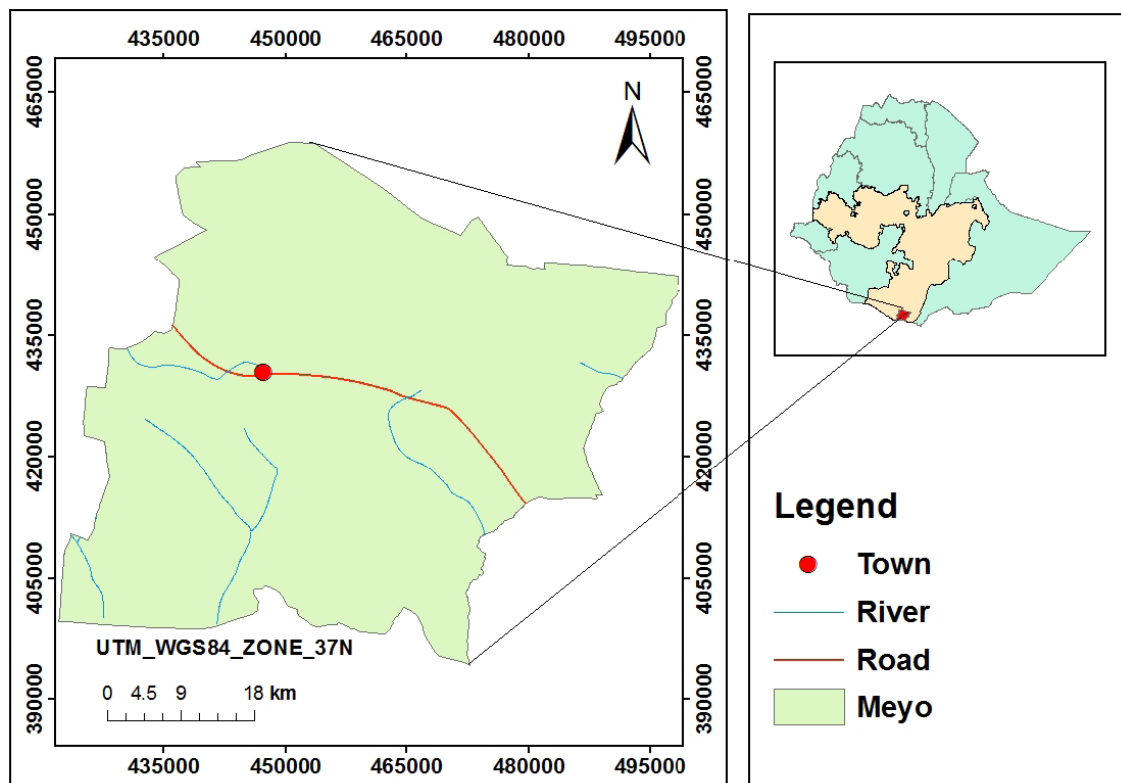 435000 450000 465000 480000 495000
465000 465000
N
450000 450000
435000 435000
420000 420000
405000 405000
390000 390000
UTM_WGS84_ZONE_37N
0 4.5 9 18 km
435000 450000 465000 480000 495000
Legend
Town
River
Road
Meyo